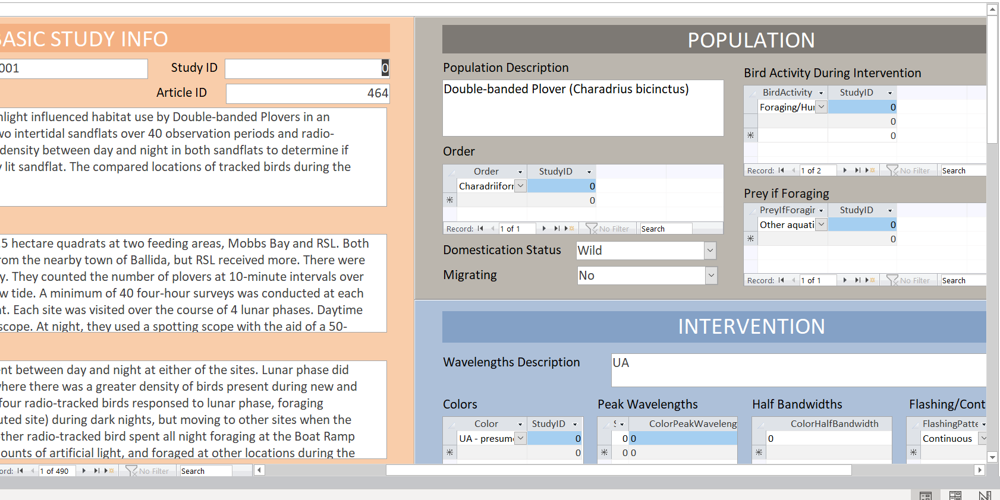 BASIC STUDY INFO
001
Study ID
0
Article ID
464
light influenced habitat use by Double-banded Plovers in an
wo intertidal sandflats over 40 observation periods and radio-
density between day and night in both sandflats to determine if
lit sandflat. The compared locations of tracked birds during the
5 hectare quadrats at two feeding areas, Mobbs Bay and RSL. Both
rom the nearby town of Ballida, but RSL received more. There were
y. They counted the number of plovers at 10-minute intervals over
w tide. A minimum of 40 four-hour surveys was conducted at each
t. Each site was visited over the course of 4 lunar phases. Daytime
scope. At night, they used a spotting scope with the aid of a 50-
nt between day and night at either of the sites. Lunar phase did
where there was a greater density of birds present during new and
four radio-tracked birds responsed to lunar phase, foraging
uted site) during dark nights, but moving to other sites when the
ther radio-tracked bird spent all night foraging at the Boat Ramp
ounts of artificial light, and foraged at other locations during the
ord: 1 of 490 No Filter Search
POPULATION
Population Description
Double-banded Plover (Charadrius bicinctus)
Order
Order StudyID
Charadriifor 0
0
Record: 1 of 1 No Filter Search
Domestication Status Wild
Migrating No
Bird Activity During Intervention
BirdActivity StudyID
Foraging/Hu 0
0
0
Record: 1 of 2 No Filter Search
Prey if Foraging
PreyIfForagin StudyID
Other aquati 0
0
Record: 1 of 1 No Filter Search
INTERVENTION
Wavelengths Description UA
Colors
Color StudyID
UA - presum 0
0
Peak Wavelengths
S ColorPeakWaveleng
0 0
0 0
Half Bandwidths
ColorHalfBandwidth
0
Flashing/Cont
FlashingPatte
Continuous